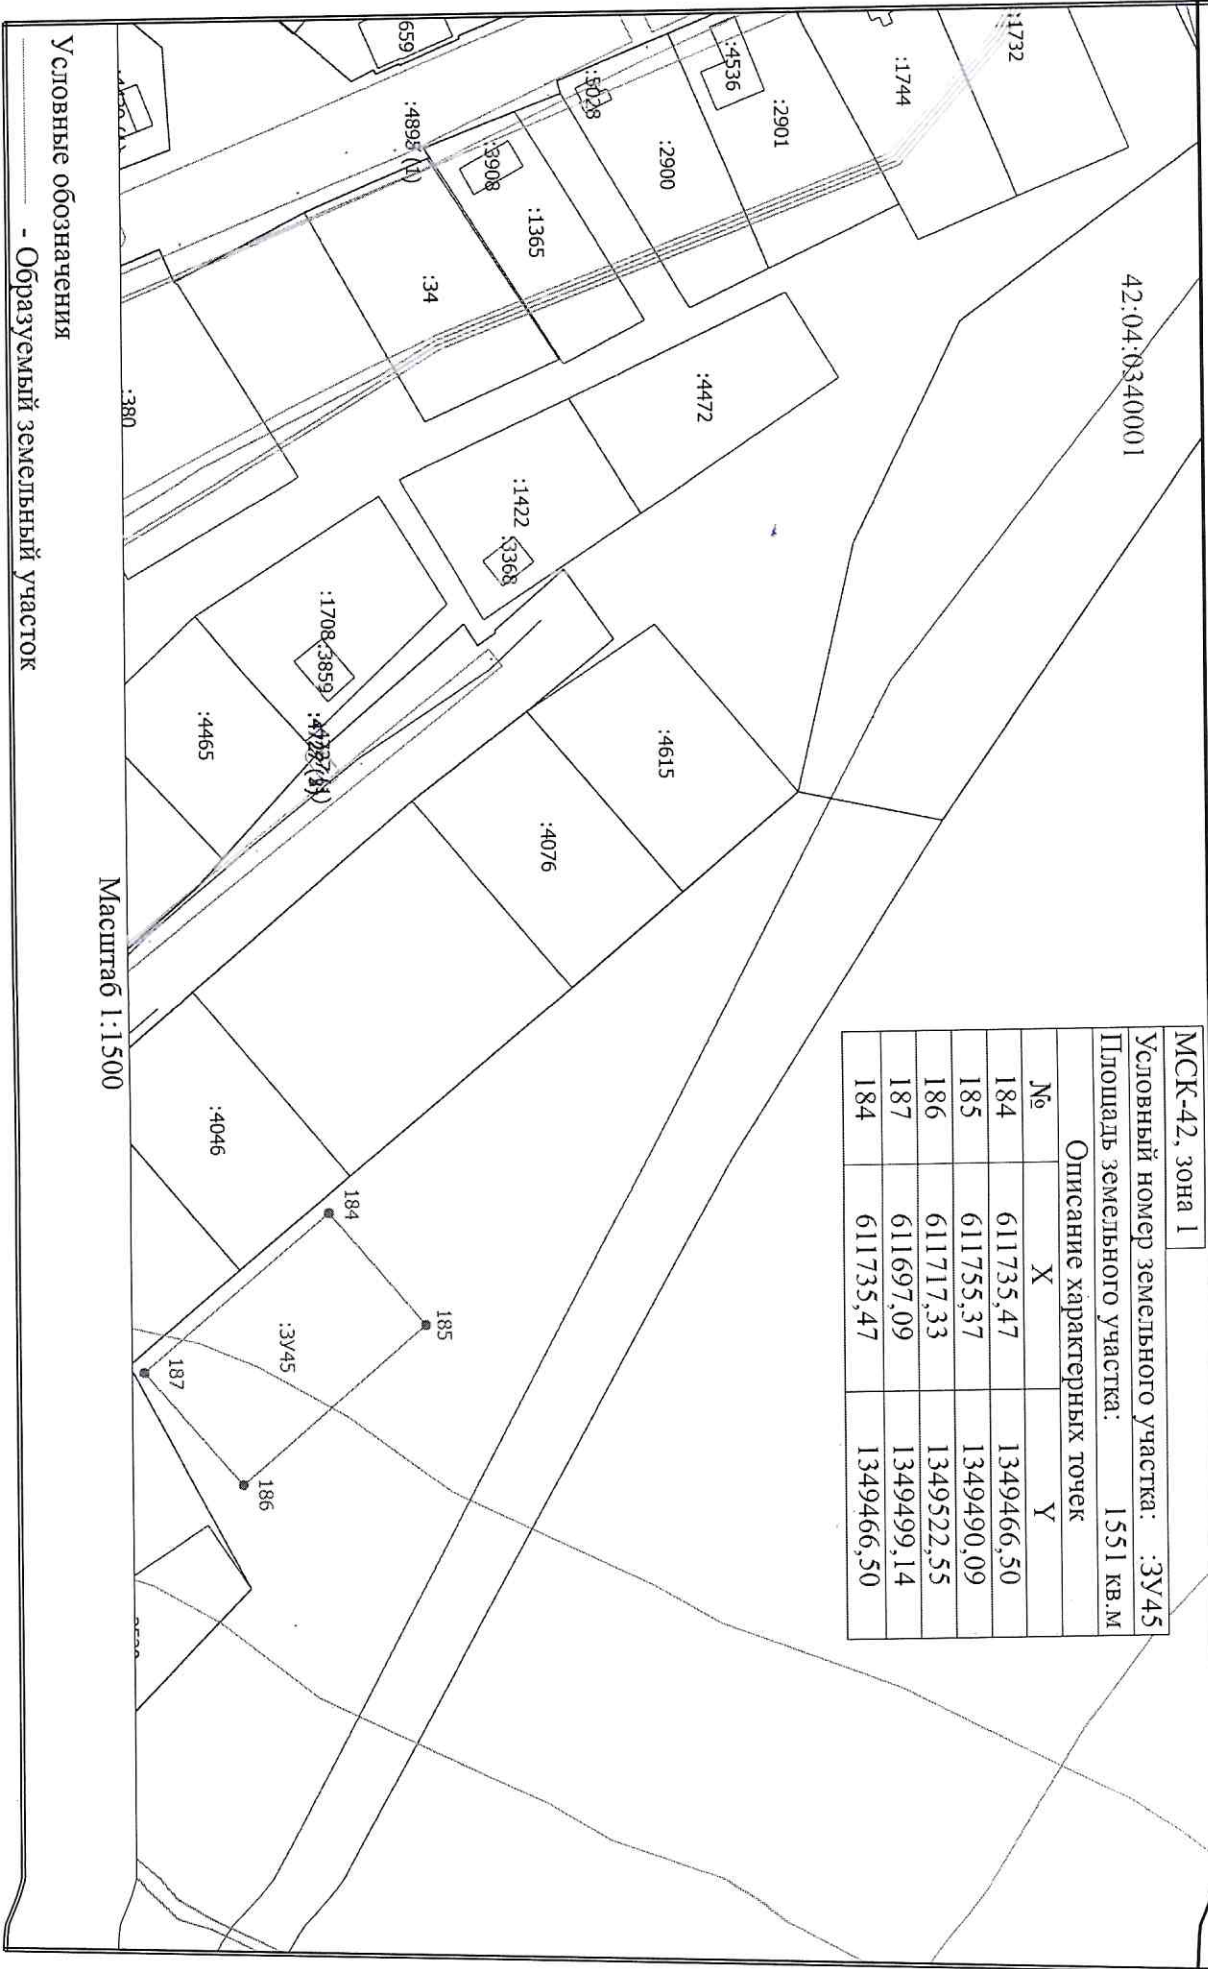 МСК-42, зона 1
Условный номер земельного участка: :ЗУ45
Площадь земельного участка: 1551 кв.м
Описание характерных точек
№ X Y
184 611735,47 1349466,50
185 611755,37 1349490,09
186 611717,33 1349522,55
187 611697,09 1349499,14
184 611735,47 1349466,50
42:04:0340001
:1732
:1744
:4536
:2901
:5028
:2900
:3908
:1365
659
:4895 (1)
:34
:380
:4472
:1422
:3368
:1708
:3859
:4465
:4615
:4076
:4046
184
185
:ЗУ45
187
186
Масштаб 1:1500
Условные обозначения
- Образуемый земельный участок